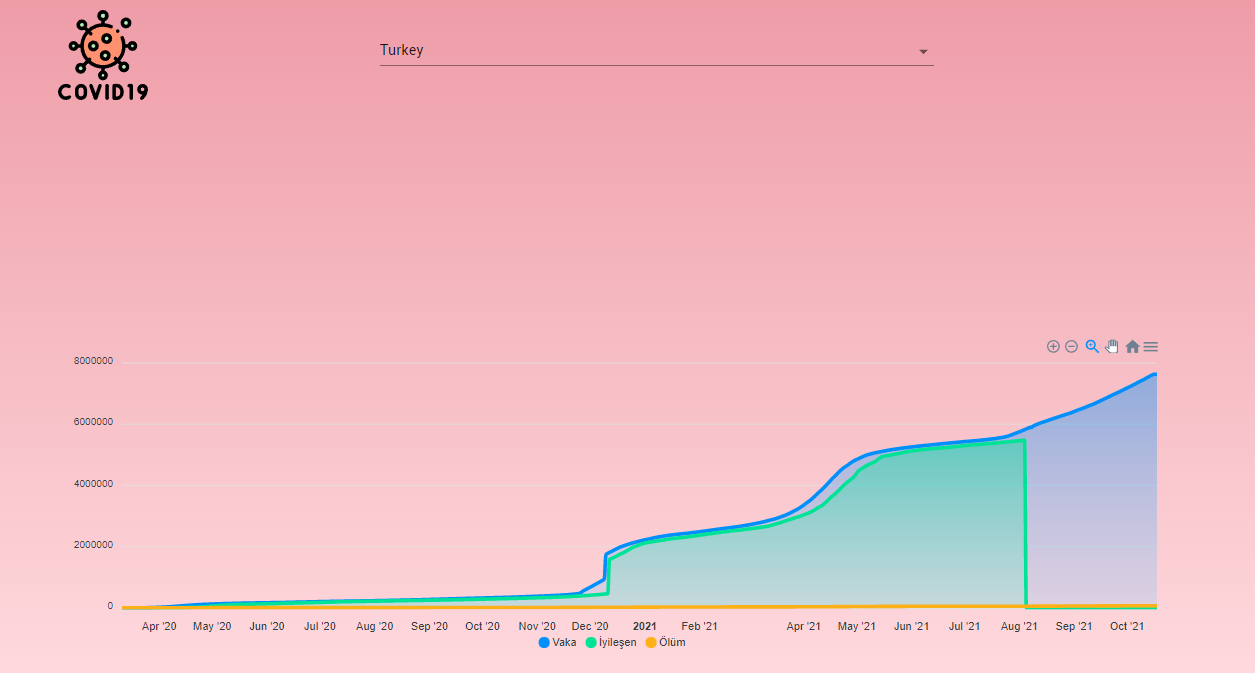 COVID19
Turkey
8000000
6000000
4000000
2000000
0
Apr '20 May '20 Jun '20 Jul '20 Aug '20 Sep '20 Oct '20 Nov '20 Dec '20 2021 Feb '21 Apr '21 May '21 Jun '21 Jul '21 Aug '21 Sep '21 Oct '21
Vaka İyileşen Ölüm